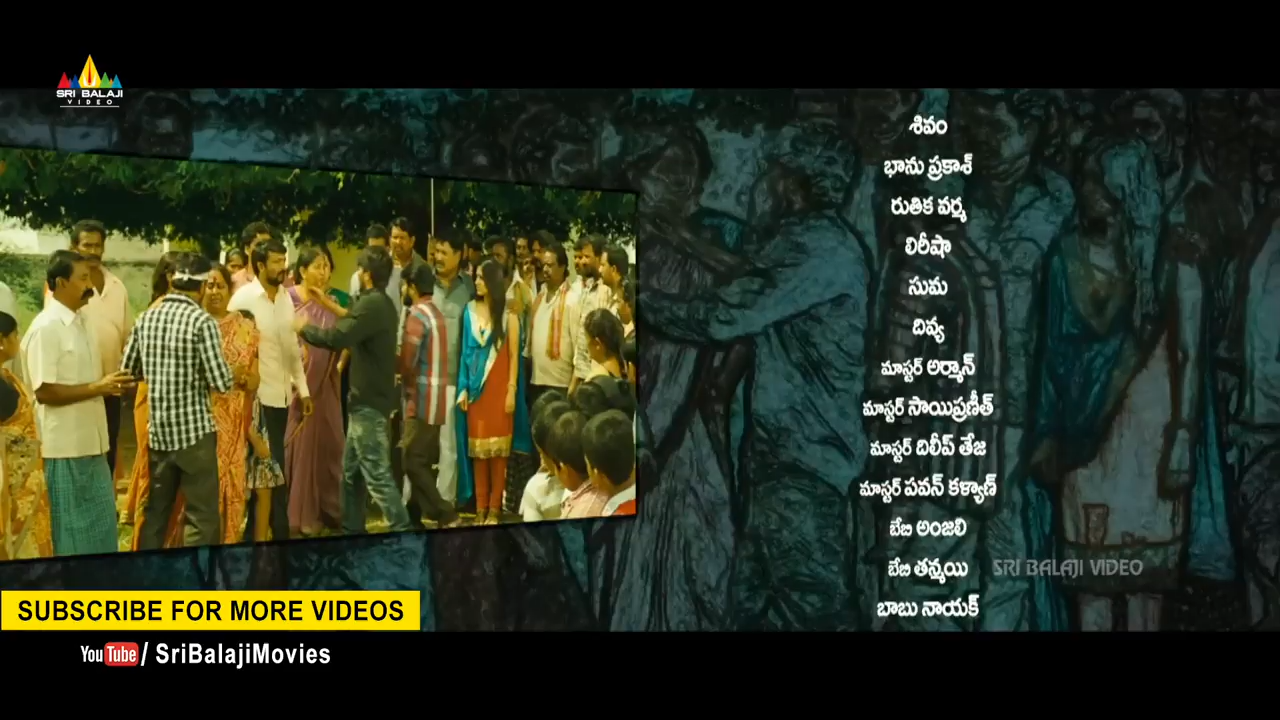 SRI BALAJI
VIDEO
శివం
భాను ప్రకాశ్
రుతిక వర్మ
లిరీషా
సుమ
దివ్య
మాస్టర్ అర్మాన్
మాస్టర్ సాయిప్రణీత్
మాస్టర్ దిలీప్ తేజ
మాస్టర్ పవన్ కళ్యాణ్
బేబి అంజలి
బేబి తన్మయి
SRI BALAJI VIDEO
బాబు నాయక్
SUBSCRIBE FOR MORE VIDEOS
YouTube / SriBalajiMovies